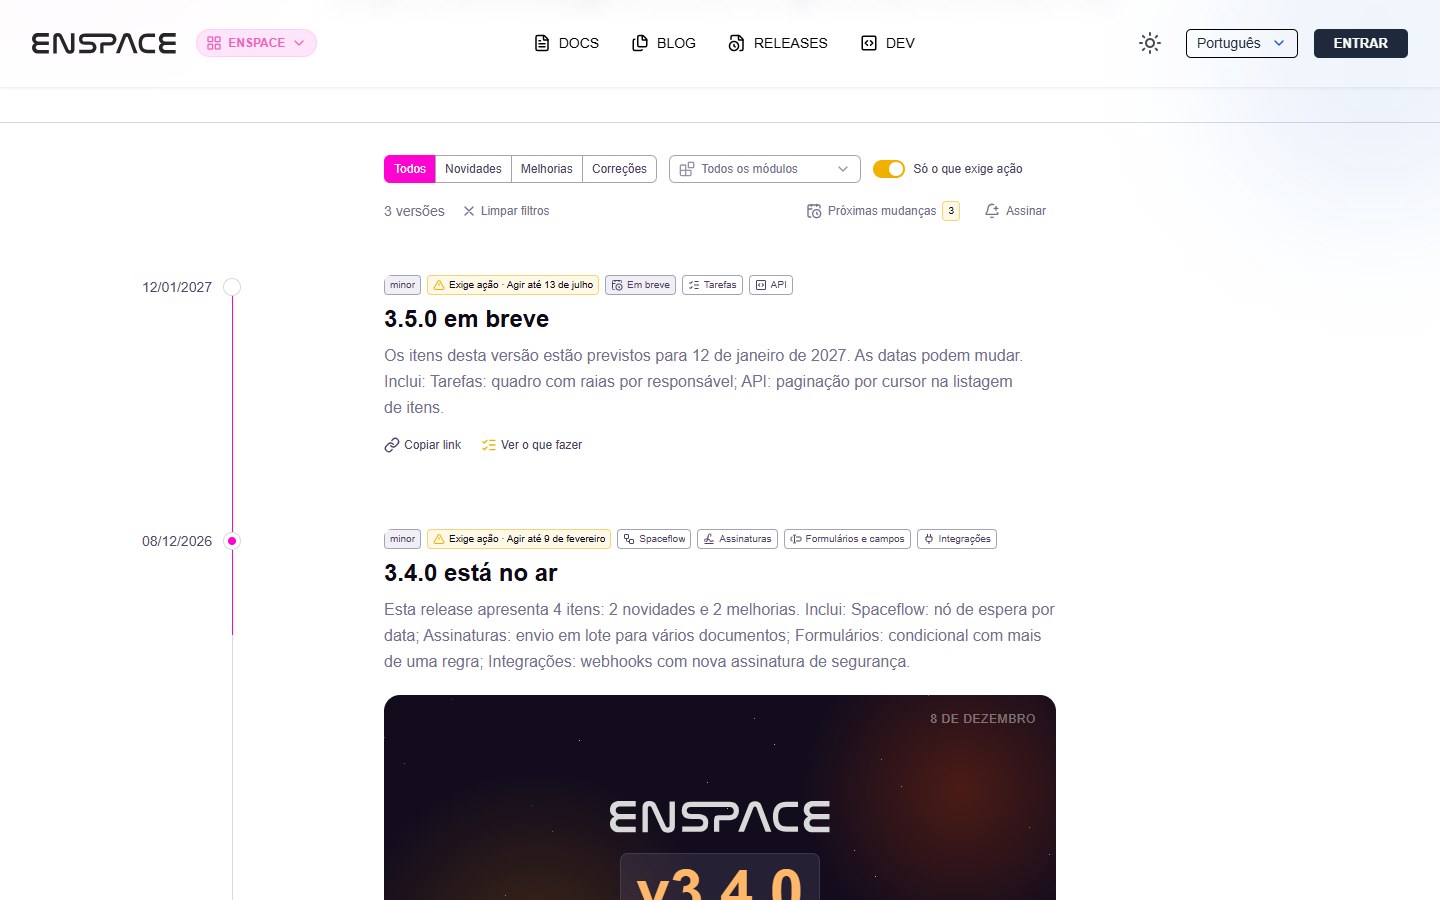 ENSPACE ENSPACE DOCS BLOG RELEASES DEV Português ENTRAR
Todos Novidades Melhorias Correções Todos os módulos Só o que exige ação
3 versões Limpar filtros Próximas mudanças 3 Assinar
12/01/2027
minor Exige ação · Agir até 13 de julho Em breve Tarefas API
3.5.0 em breve
Os itens desta versão estão previstos para 12 de janeiro de 2027. As datas podem mudar.
Inclui: Tarefas: quadro com raias por responsável; API: paginação por cursor na listagem
de itens.
Copiar link Ver o que fazer
08/12/2026
minor Exige ação · Agir até 9 de fevereiro Spaceflow Assinaturas Formulários e campos Integrações
3.4.0 está no ar
Esta release apresenta 4 itens: 2 novidades e 2 melhorias. Inclui: Spaceflow: nó de espera por
data; Assinaturas: envio em lote para vários documentos; Formulários: condicional com mais
de uma regra; Integrações: webhooks com nova assinatura de segurança.
8 DE DEZEMBRO
ENSPACE
v3.4.0